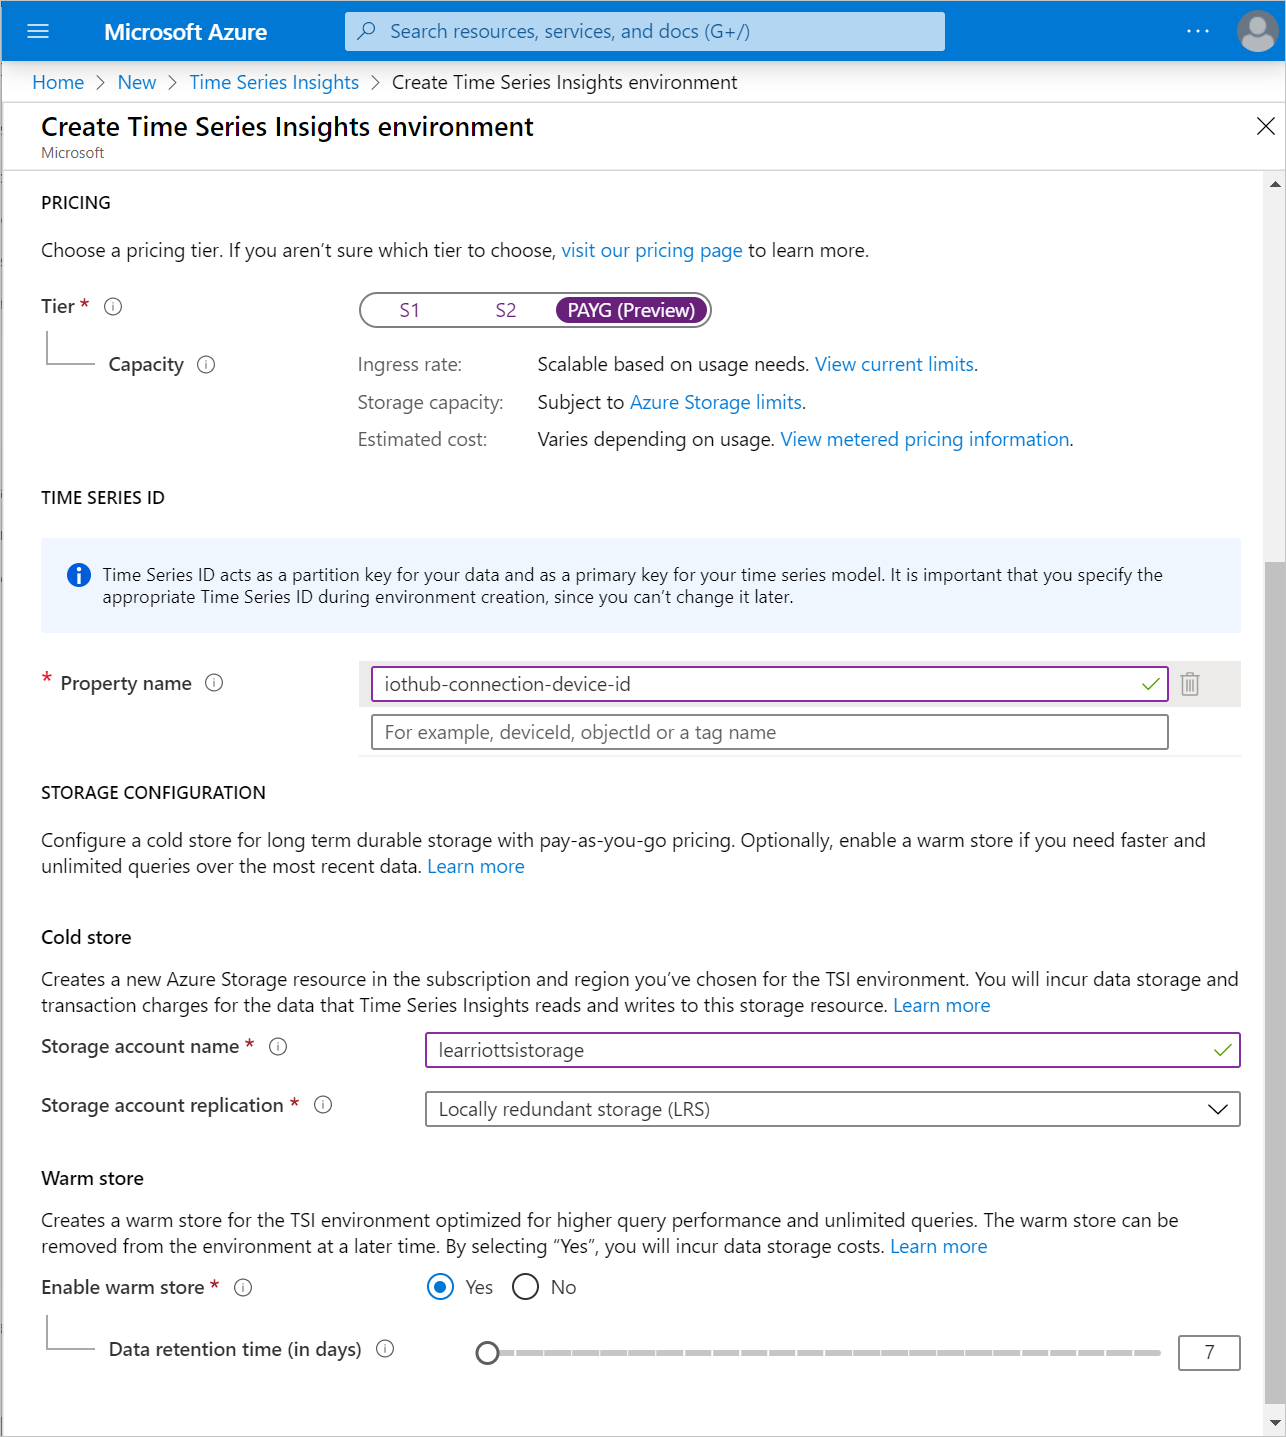 Microsoft Azure
Search resources, services, and docs (G+/)
Home > New > Time Series Insights > Create Time Series Insights environment
Create Time Series Insights environment
Microsoft
PRICING
Choose a pricing tier. If you aren't sure which tier to choose, visit our pricing page to learn more.
Tier *
S1 S2 PAYG (Preview)
Capacity
Ingress rate: Scalable based on usage needs. View current limits.
Storage capacity: Subject to Azure Storage limits.
Estimated cost: Varies depending on usage. View metered pricing information.
TIME SERIES ID
Time Series ID acts as a partition key for your data and as a primary key for your time series model. It is important that you specify the
appropriate Time Series ID during environment creation, since you can't change it later.
* Property name
iothub-connection-device-id
For example, deviceId, objectId or a tag name
STORAGE CONFIGURATION
Configure a cold store for long term durable storage with pay-as-you-go pricing. Optionally, enable a warm store if you need faster and
unlimited queries over the most recent data. Learn more
Cold store
Creates a new Azure Storage resource in the subscription and region you've chosen for the TSI environment. You will incur data storage and
transaction charges for the data that Time Series Insights reads and writes to this storage resource. Learn more
Storage account name *
learriottsistorage
Storage account replication *
Locally redundant storage (LRS)
Warm store
Creates a warm store for the TSI environment optimized for higher query performance and unlimited queries. The warm store can be
removed from the environment at a later time. By selecting “Yes”, you will incur data storage costs. Learn more
Enable warm store *
Yes No
Data retention time (in days)
7